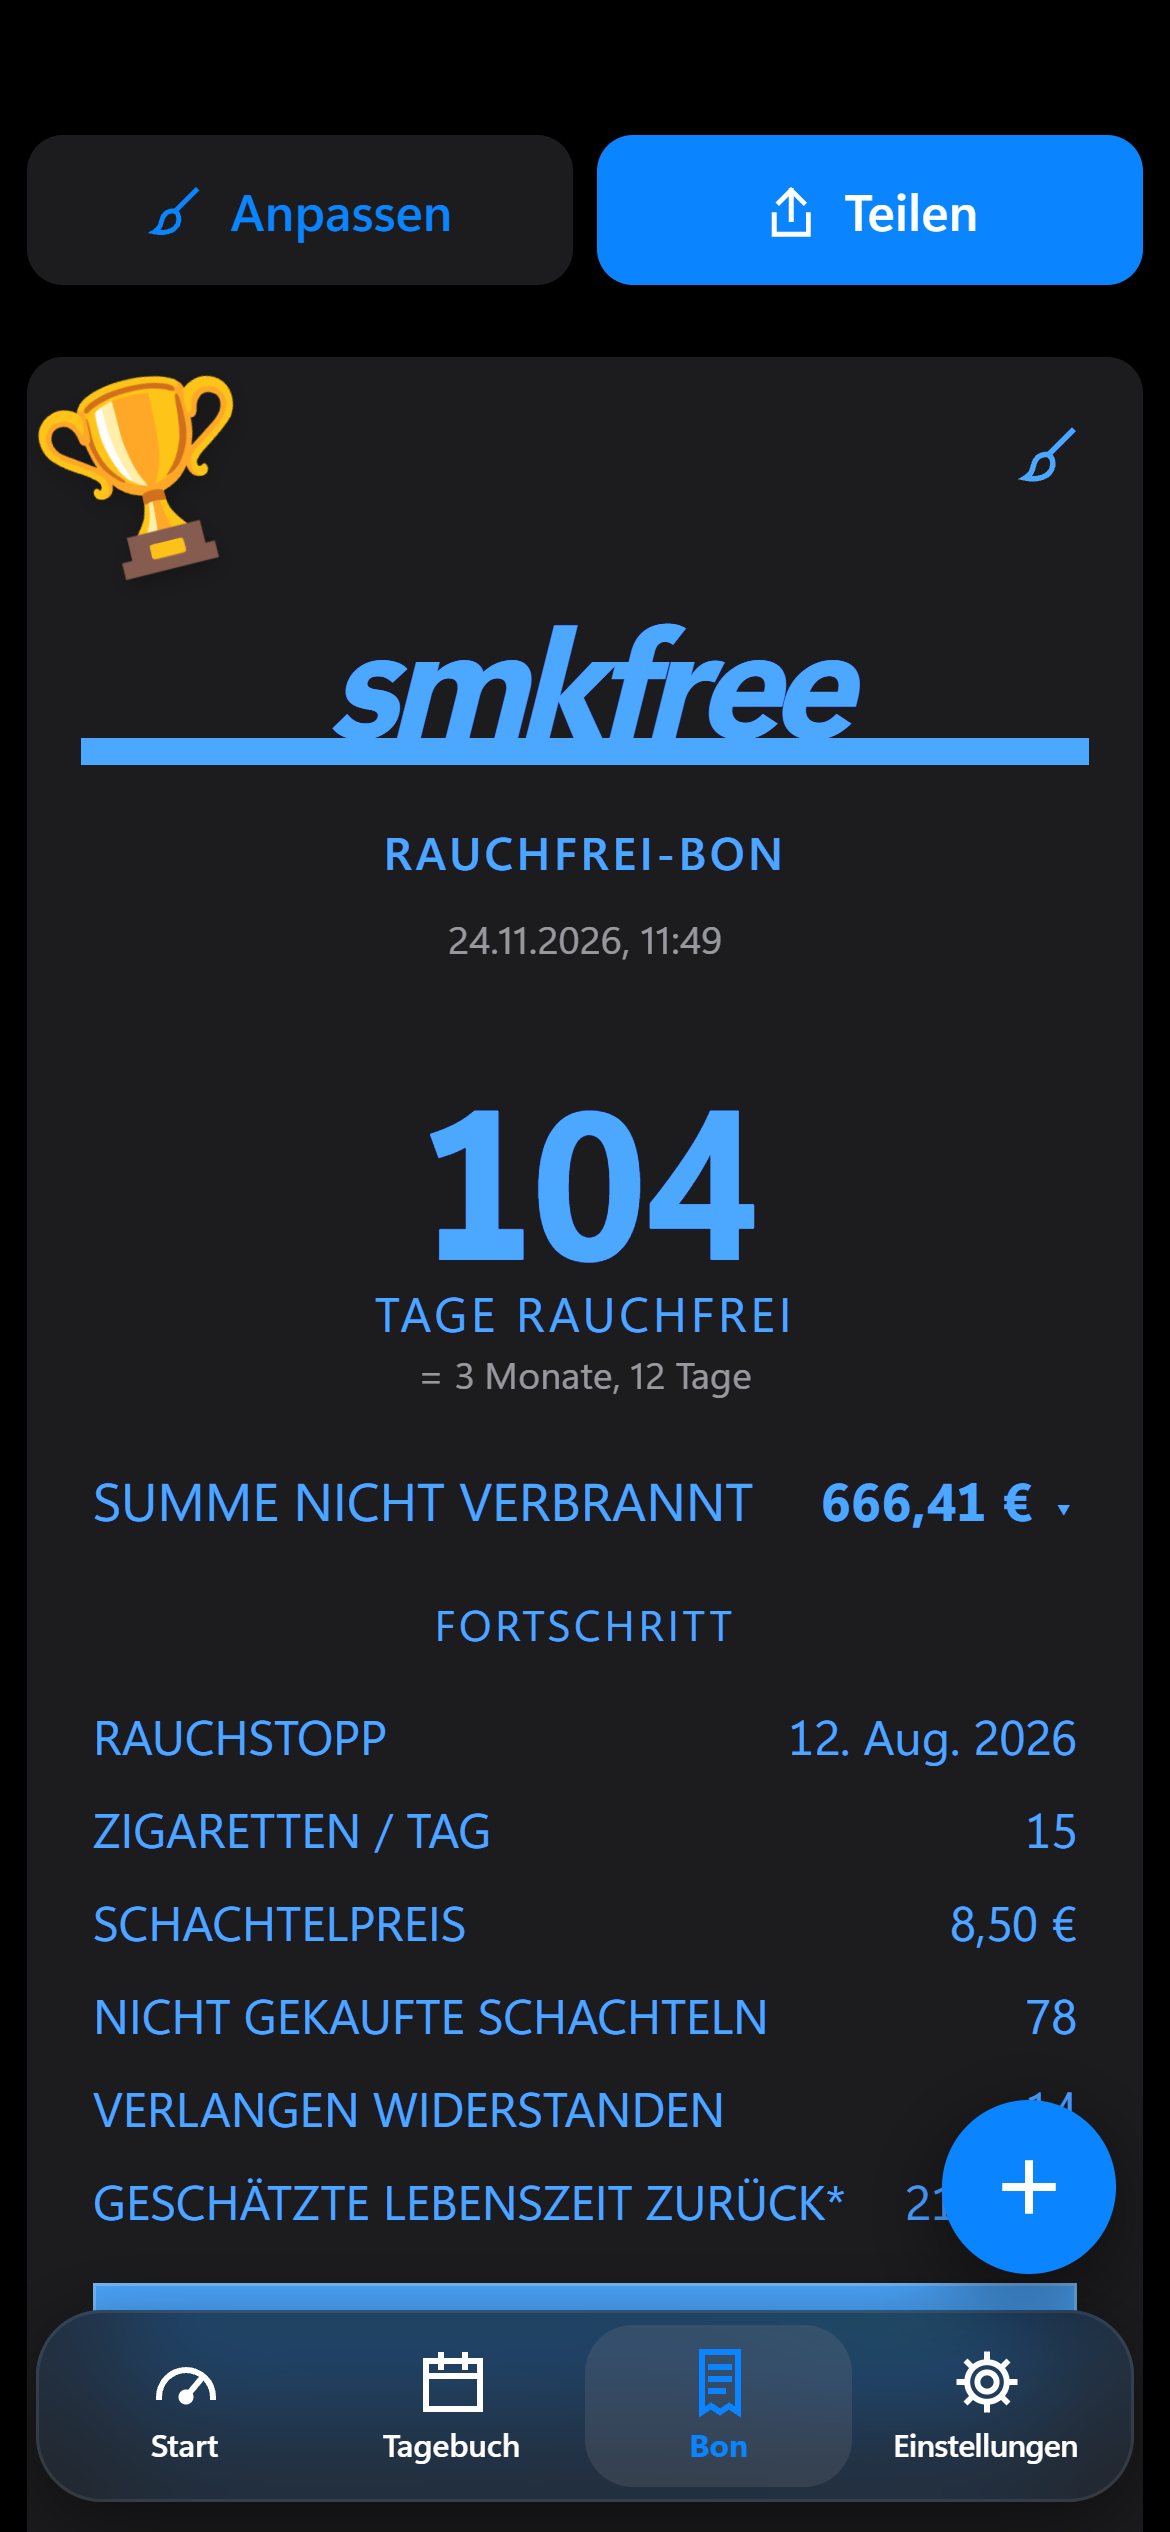 Anpassen
Teilen
smkfree
RAUCHFREI-BON
24.11.2026, 11:49
104
TAGE RAUCHFREI
= 3 Monate, 12 Tage
SUMME NICHT VERBRANNT 666,41 € ▾
FORTSCHRITT
RAUCHSTOPP 12. Aug. 2026
ZIGARETTEN / TAG 15
SCHACHTELPREIS 8,50 €
NICHT GEKAUFTE SCHACHTELN 78
VERLANGEN WIDERSTANDEN
GESCHÄTZTE LEBENSZEIT ZURÜCK*
Start
Tagebuch
Bon
Einstellungen